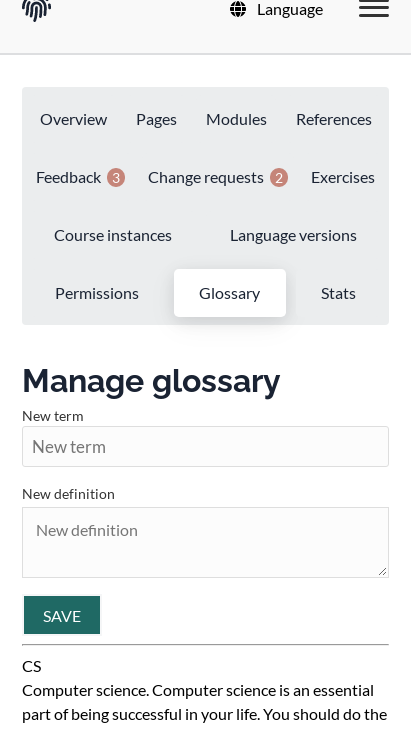 Language
Overview Pages Modules References
Feedback 3 Change requests 2 Exercises
Course instances Language versions
Permissions Glossary Stats
Manage glossary
New term
New term
New definition
New definition
SAVE
CS
Computer science. Computer science is an essential
part of being successful in your life. You should do the